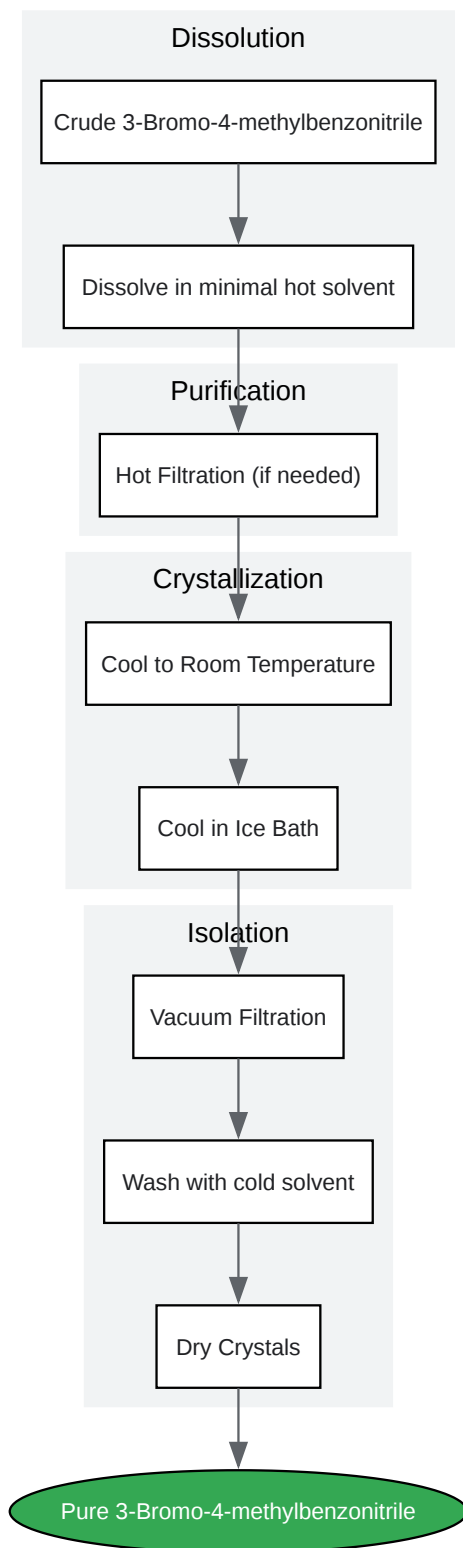 Dissolution
Crude 3-Bromo-4-methylbenzonitrile
Dissolve in minimal hot solvent
Purification
Hot Filtration (if needed)
Crystallization
Cool to Room Temperature
Cool in Ice Bath
Isolation
Vacuum Filtration
Wash with cold solvent
Dry Crystals
Pure 3-Bromo-4-methylbenzonitrile